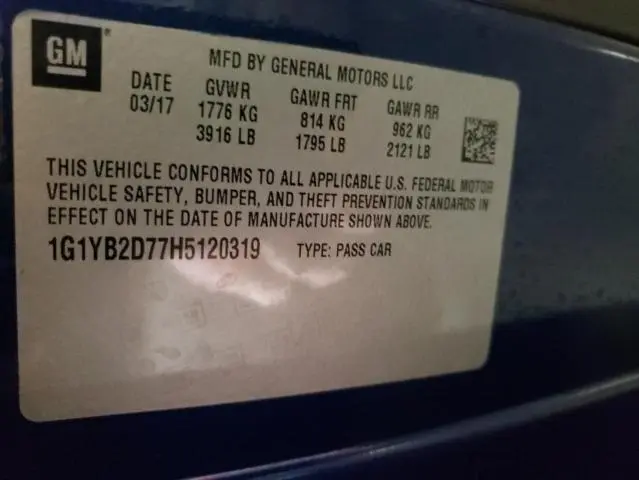 GM ®
MFD BY GENERAL MOTORS LLC
DATE GVWR GAWR FRT GAWR RR
03/17 1776 KG 814 KG 962 KG
3916 LB 1795 LB 2121 LB
THIS VEHICLE CONFORMS TO ALL APPLICABLE U.S. FEDERAL MOTOR
VEHICLE SAFETY, BUMPER, AND THEFT PREVENTION STANDARDS IN
EFFECT ON THE DATE OF MANUFACTURE SHOWN ABOVE.
1G1YB2D77H5120319 TYPE: PASS CAR